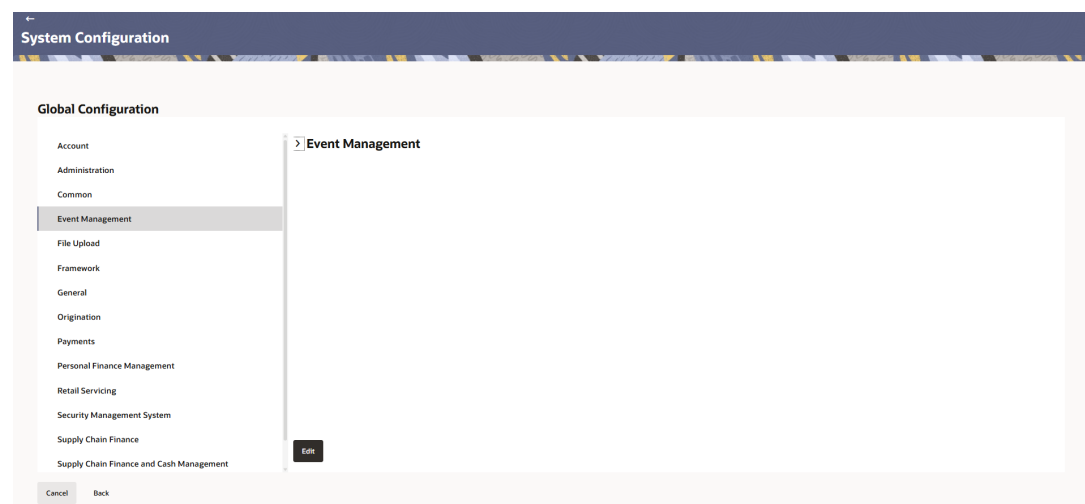 ←
System Configuration
Global Configuration
Account
Administration
Common
Event Management
File Upload
Framework
General
Origination
Payments
Personal Finance Management
Retail Servicing
Security Management System
Supply Chain Finance
Supply Chain Finance and Cash Management
> Event Management
Edit
Cancel Back